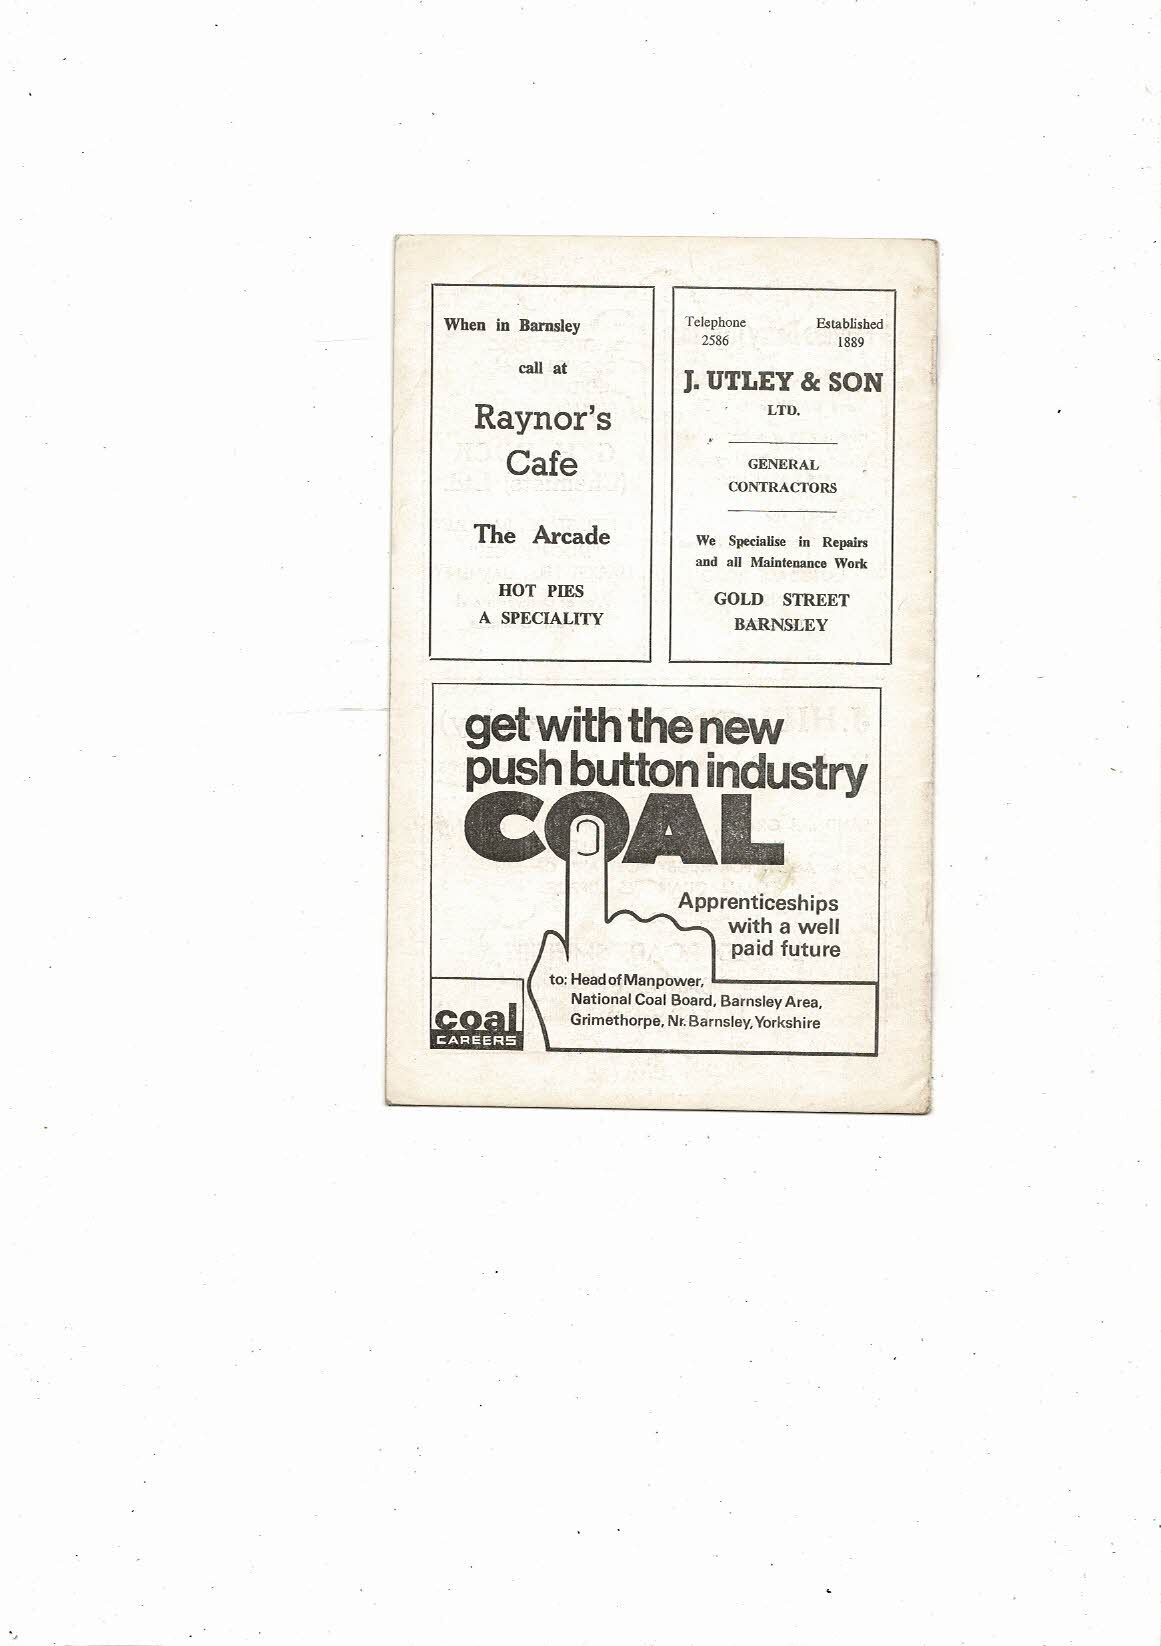 When in Barnsley
call at
Raynor's
Cafe
The Arcade
HOT PIES
A SPECIALITY
Telephone Established
2586 1889
J. UTLEY & SON
LTD.
GENERAL
CONTRACTORS
We Specialise in Repairs
and all Maintenance Work
GOLD STREET
BARNSLEY
get with the new
push button industry
COAL
Apprenticeships
with a well
paid future
to: Head of Manpower,
National Coal Board, Barnsley Area,
Grimethorpe, Nr. Barnsley, Yorkshire
coal
CAREERS